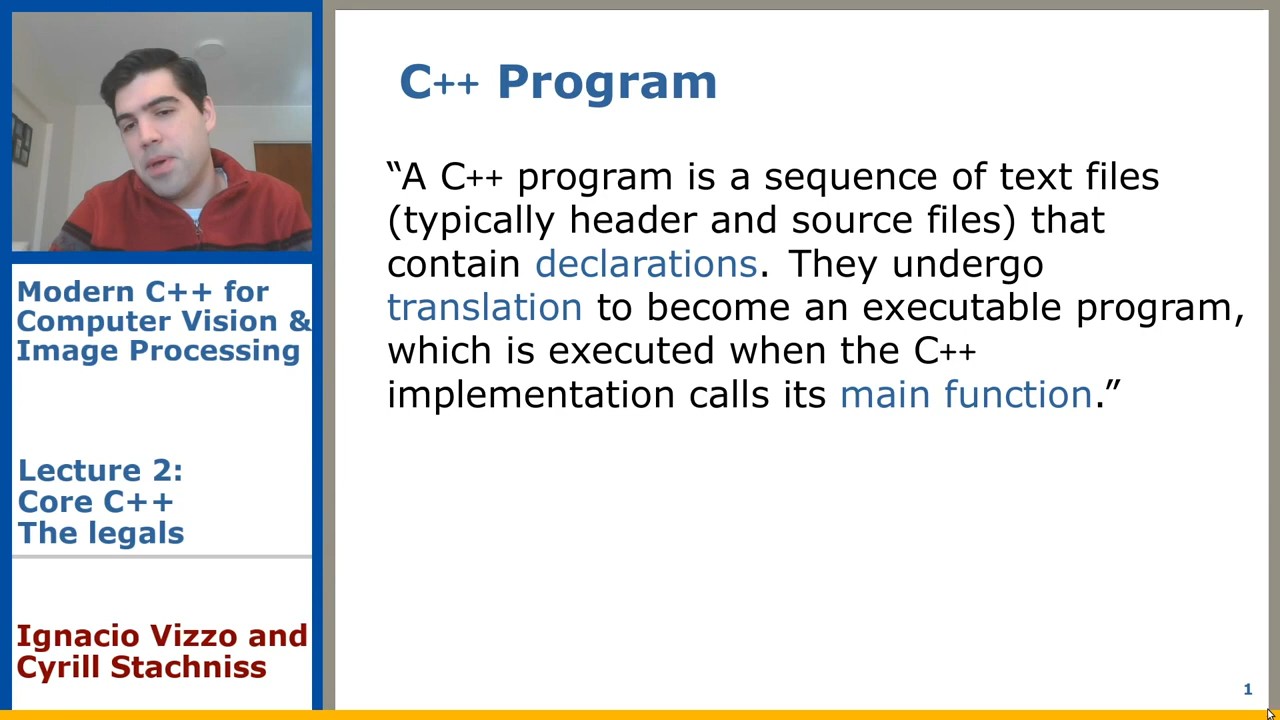 C++ Program
“A C++ program is a sequence of text files
(typically header and source files) that
contain declarations. They undergo
translation to become an executable program,
which is executed when the C++
implementation calls its main function.”
Modern C++ for
Computer Vision &
Image Processing
Lecture 2:
Core C++
The legals
Ignacio Vizzo and
Cyrill Stachniss
1